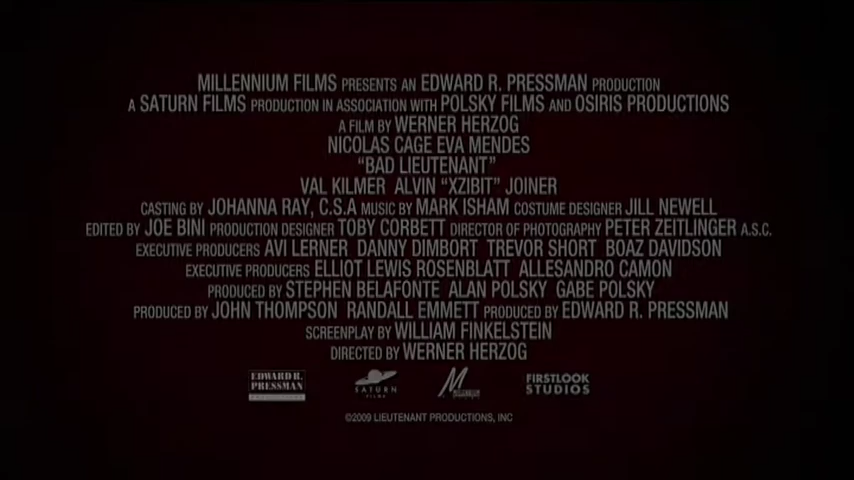 MILLENNIUM FILMS PRESENTS AN EDWARD R. PRESSMAN PRODUCTION
A SATURN FILMS PRODUCTION IN ASSOCIATION WITH POLSKY FILMS AND OSIRIS PRODUCTIONS
A FILM BY WERNER HERZOG
NICOLAS CAGE EVA MENDES
"BAD LIEUTENANT"
VAL KILMER ALVIN "XZIBIT" JOINER
CASTING BY JOHANNA RAY, C.S.A MUSIC BY MARK ISHAM COSTUME DESIGNER JILL NEWELL
EDITED BY JOE BINI PRODUCTION DESIGNER TOBY CORBETT DIRECTOR OF PHOTOGRAPHY PETER ZEITLINGER A.S.C.
EXECUTIVE PRODUCERS AVI LERNER DANNY DIMBORT TREVOR SHORT BOAZ DAVIDSON
EXECUTIVE PRODUCERS ELLIOT LEWIS ROSENBLATT ALLESANDRO CAMON
PRODUCED BY STEPHEN BELAFONTE ALAN POLSKY GABE POLSKY
PRODUCED BY JOHN THOMPSON RANDALL EMMETT PRODUCED BY EDWARD R. PRESSMAN
SCREENPLAY BY WILLIAM FINKELSTEIN
DIRECTED BY WERNER HERZOG
EDWARD R. PRESSMAN
SATURN FILMS
M
FIRSTLOOK STUDIOS
©2009 LIEUTENANT PRODUCTIONS, INC